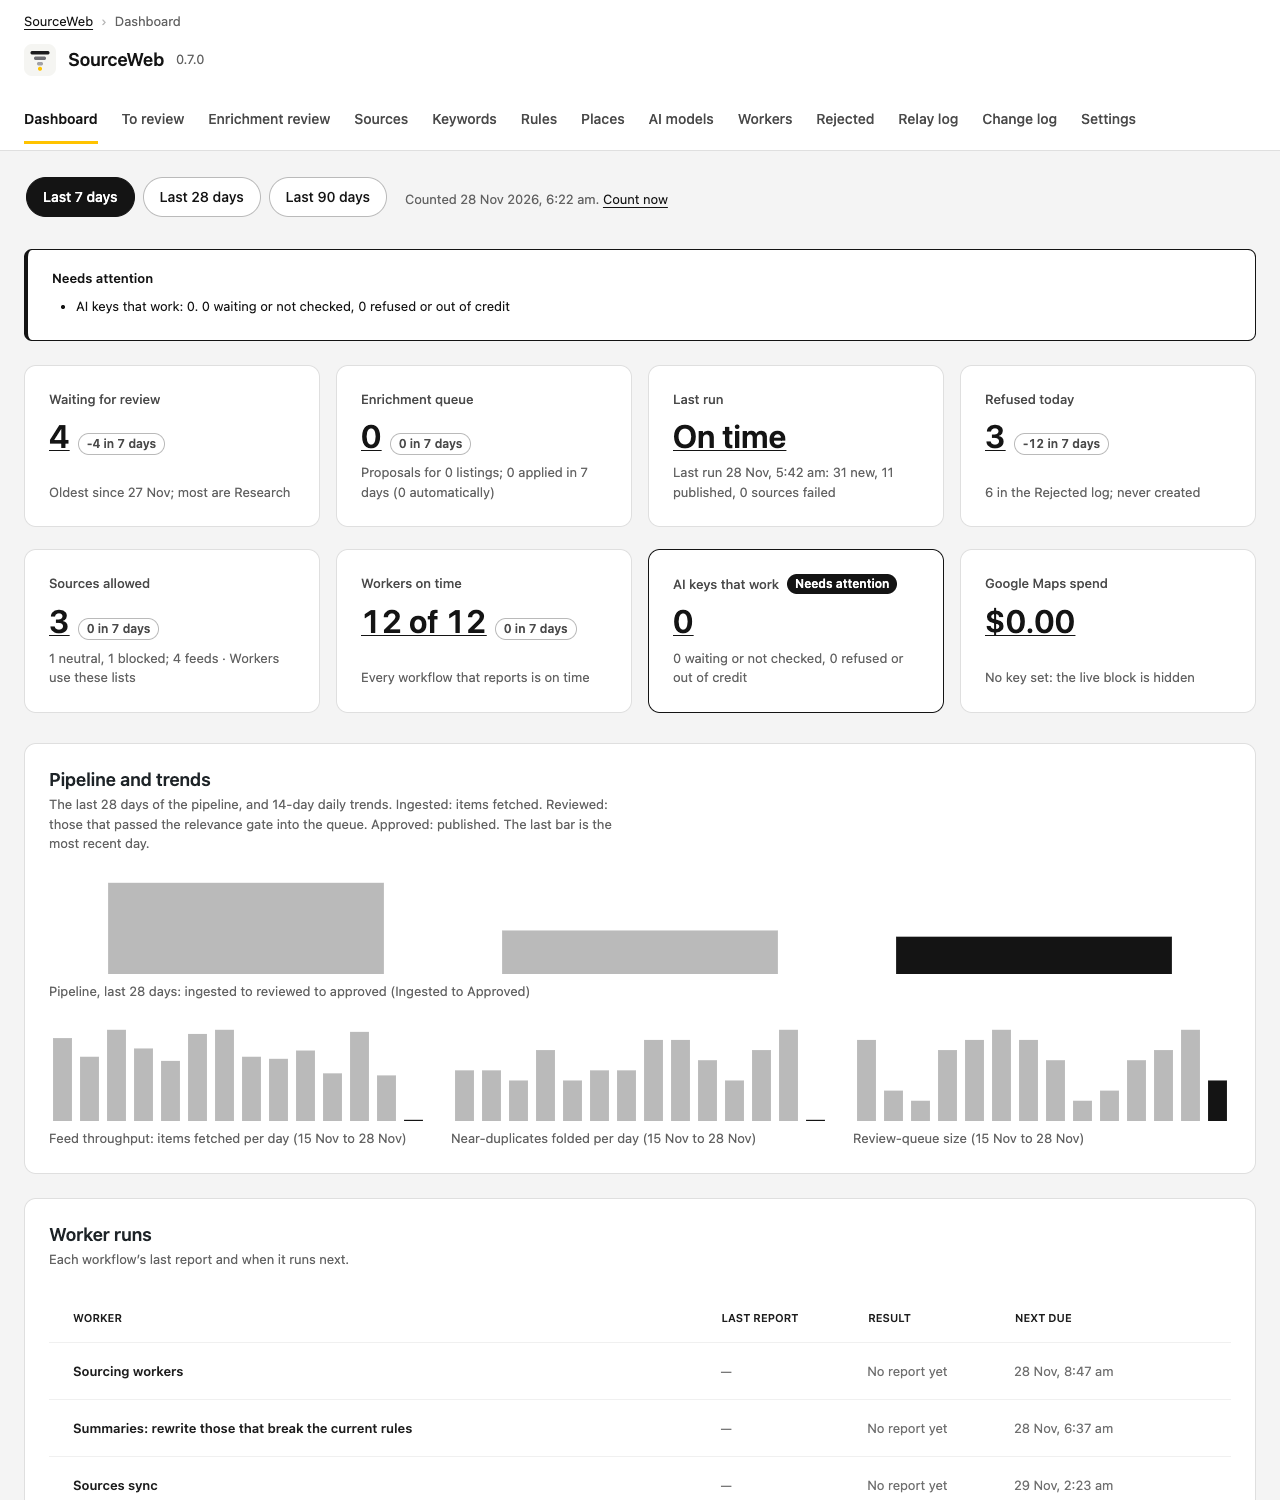 SourceWeb › Dashboard
SourceWeb 0.7.0
Dashboard To review Enrichment review Sources Keywords Rules Places AI models Workers Rejected Relay log Change log Settings
Last 7 days Last 28 days Last 90 days Counted 28 Nov 2026, 6:22 am. Count now
Needs attention
• AI keys that work: 0. 0 waiting or not checked, 0 refused or out of credit
Waiting for review
4 -4 in 7 days
Oldest since 27 Nov; most are Research
Enrichment queue
0 0 in 7 days
Proposals for 0 listings; 0 applied in 7
days (0 automatically)
Last run
On time
Last run 28 Nov, 5:42 am: 31 new, 11
published, 0 sources failed
Refused today
3 -12 in 7 days
6 in the Rejected log; never created
Sources allowed
3 0 in 7 days
1 neutral, 1 blocked; 4 feeds · Workers
use these lists
Workers on time
12 of 12 0 in 7 days
Every workflow that reports is on time
AI keys that work Needs attention
0
0 waiting or not checked, 0 refused or
out of credit
Google Maps spend
$0.00
No key set: the live block is hidden
Pipeline and trends
The last 28 days of the pipeline, and 14-day daily trends. Ingested: items fetched. Reviewed:
those that passed the relevance gate into the queue. Approved: published. The last bar is the
most recent day.
Pipeline, last 28 days: ingested to reviewed to approved (Ingested to Approved)
Feed throughput: items fetched per day (15 Nov to 28 Nov)
Near-duplicates folded per day (15 Nov to 28 Nov)
Review-queue size (15 Nov to 28 Nov)
Worker runs
Each workflow's last report and when it runs next.
WORKER LAST REPORT RESULT NEXT DUE
Sourcing workers — No report yet 28 Nov, 8:47 am
Summaries: rewrite those that break the current rules — No report yet 28 Nov, 6:37 am
Sources sync — No report yet 29 Nov, 2:23 am